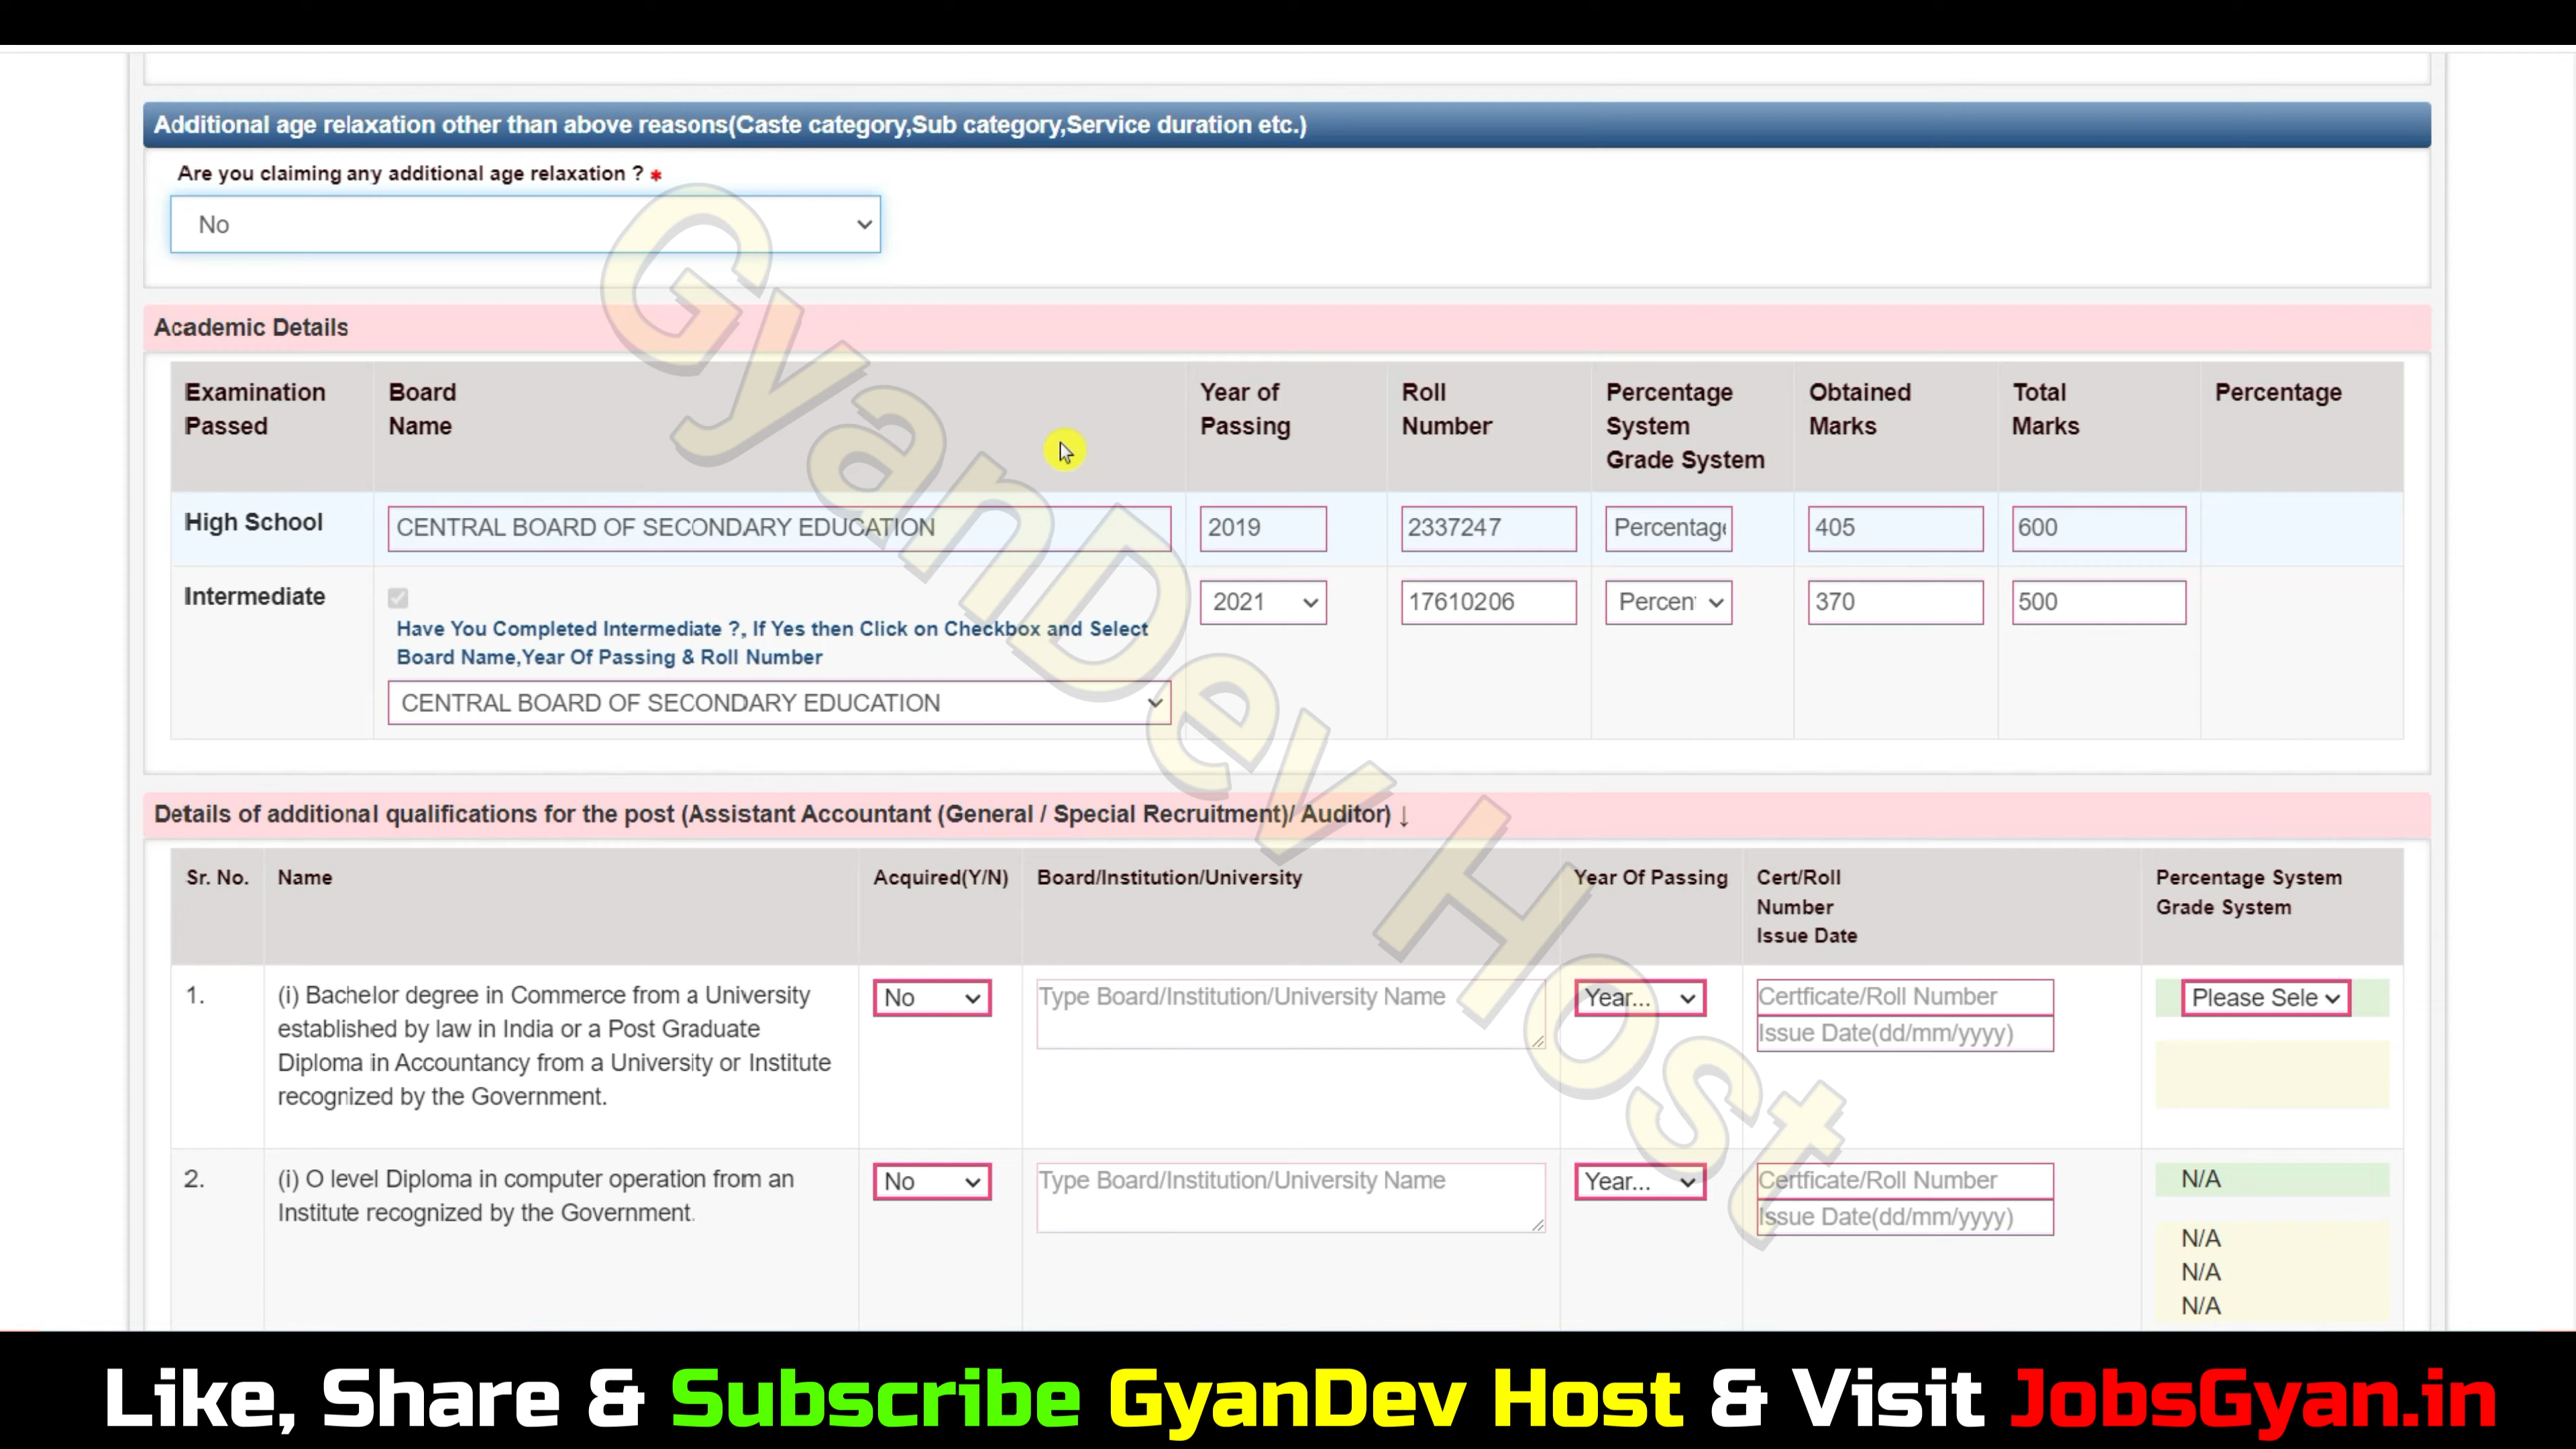 Additional age relaxation other than above reasons(Caste category,Sub category,Service duration etc.)
Are you claiming any additional age relaxation ? *
No
Academic Details
Examination Passed
Board Name
Year of Passing
Roll Number
Percentage System Grade System
Obtained Marks
Total Marks
Percentage
High School
CENTRAL BOARD OF SECONDARY EDUCATION
2019
2337247
Percentage
405
600
Intermediate
Have You Completed Intermediate ?, If Yes then Click on Checkbox and Select
Board Name,Year Of Passing & Roll Number
CENTRAL BOARD OF SECONDARY EDUCATION
2021
17610206
Percen
370
500
Details of additional qualifications for the post (Assistant Accountant (General / Special Recruitment)/ Auditor) ↓
Sr. No.
Name
Acquired(Y/N)
Board/Institution/University
Year Of Passing
Cert/Roll
Number
Issue Date
Percentage System
Grade System
1.
(i) Bachelor degree in Commerce from a University
established by law in India or a Post Graduate
Diploma in Accountancy from a University or Institute
recognized by the Government.
No
Type Board/Institution/University Name
Year...
Certficate/Roll Number
Issue Date(dd/mm/yyyy)
Please Sele
2.
(i) O level Diploma in computer operation from an
Institute recognized by the Government.
No
Type Board/Institution/University Name
Year...
Certficate/Roll Number
Issue Date(dd/mm/yyyy)
N/A
N/A
N/A
N/A
GyanDev Host
Like, Share & Subscribe GyanDev Host & Visit JobsGyan.in